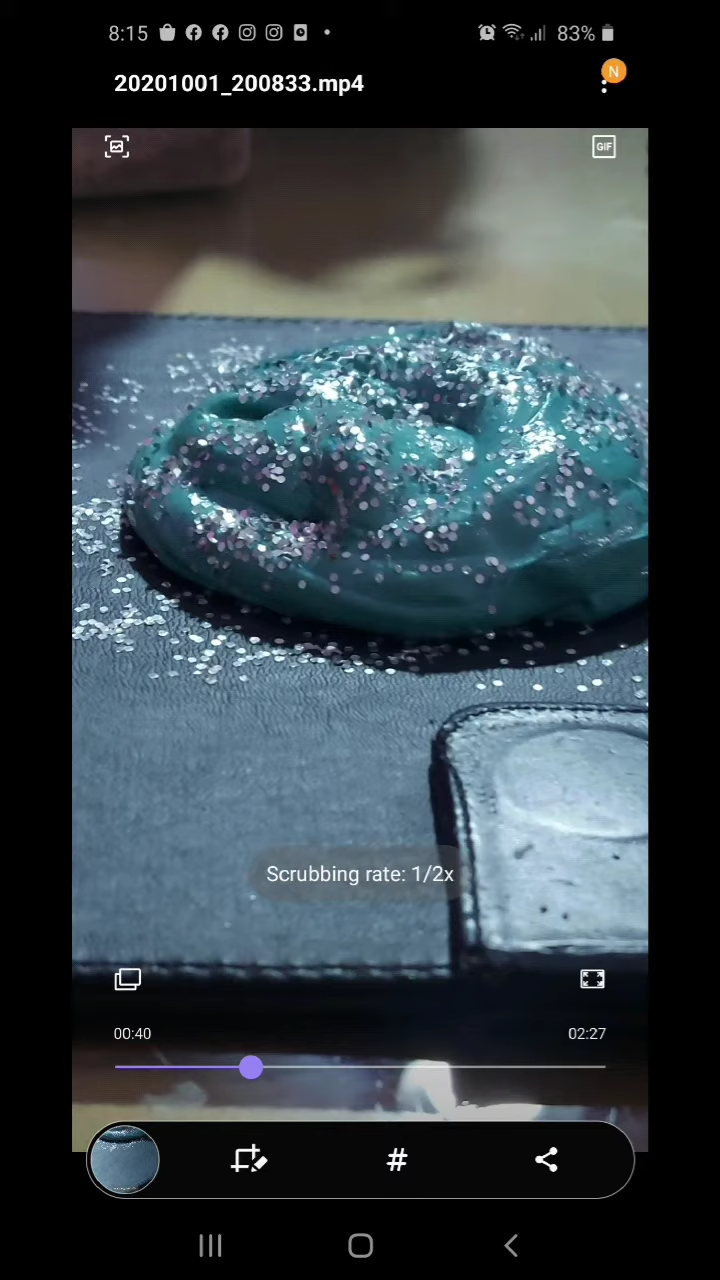 8:15
83%
20201001_200833.mp4
N
GIF
Scrubbing rate: 1/2x
00:40
02:27
#